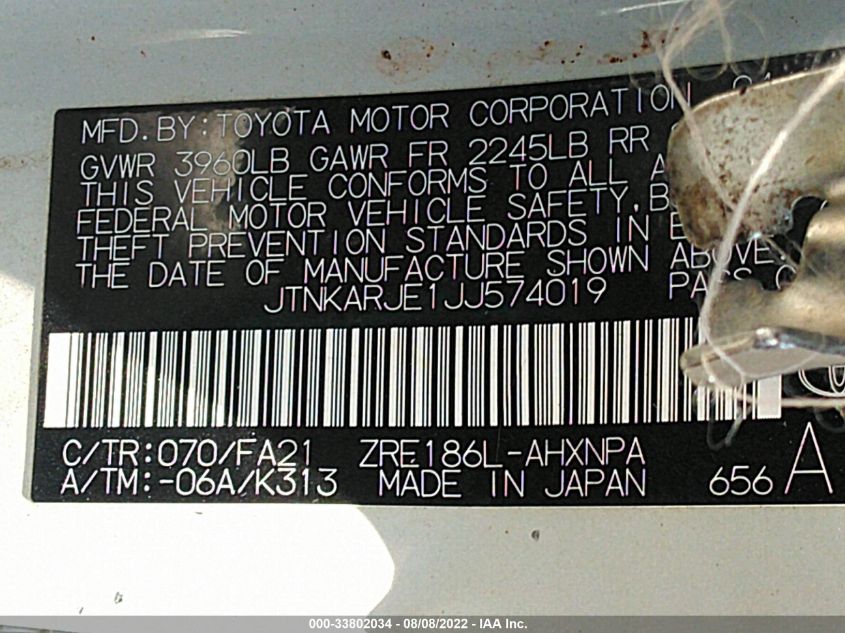 MFD. BY: TOYOTA MOTOR CORPORATION
GVWR 3960LB GAWR FR 2245LB RR
THIS VEHICLE CONFORMS TO ALL A
FEDERAL MOTOR VEHICLE SAFETY, B
THEFT PREVENTION STANDARDS IN E
THE DATE OF MANUFACTURE SHOWN ABOVE.
JTNKARJE1JJ574019 PASS
C/TR:070/FA21 ZRE186L-AHXNPA
A/TM:-06A/K313 MADE IN JAPAN 656 A
000-33802034 - 08/08/2022 - IAA Inc.